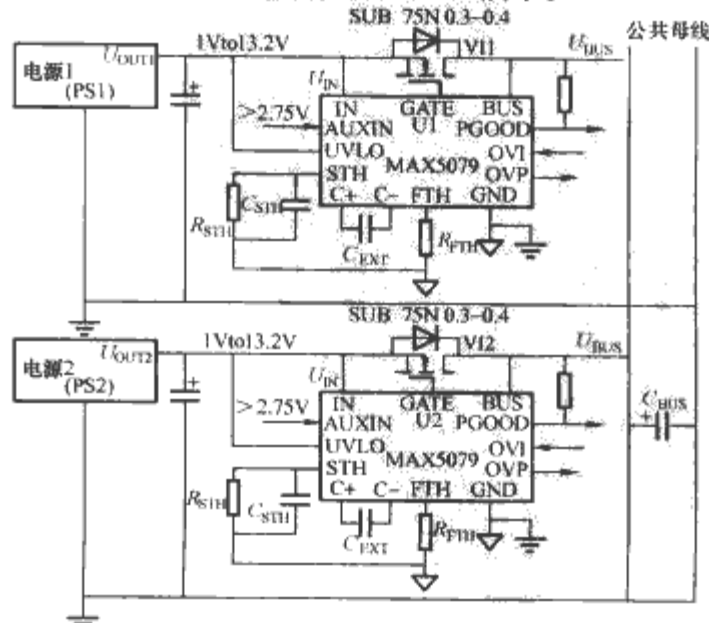 SUB 75N 0.3-0.4
公共母线
1Vto13.2V
VI1
U_BUS
电源1
(PS1)
U_OUT1
+
U_IN
IN GATE BUS
U1
>2.75V
AUXIN PGOOD
UVLO OVI
MAX5079
STH OVP
C+ C- FTH GND
C_STH
R_STH
C_EXT
R_FTH
SUB 75N 0.3-0.4
1Vto13.2V
VI2
U_BUS
电源2
(PS2)
U_OUT2
+
U_IN
IN GATE BUS
U2
>2.75V
AUXIN PGOOD
UVLO OVI
MAX5079
STH OVP
C+ C- FTH GND
C_BUS
+
R_STH
C_STH
C_EXT
R_FTH